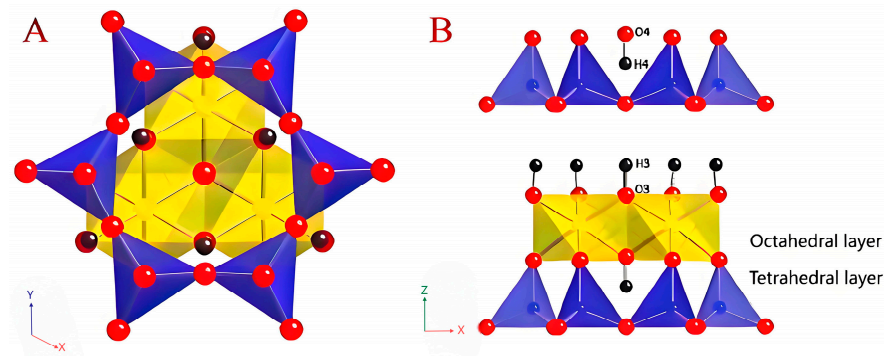 A
B
O4
H4
H3
O3
Octahedral layer
Tetrahedral layer
Y
X
Z
X